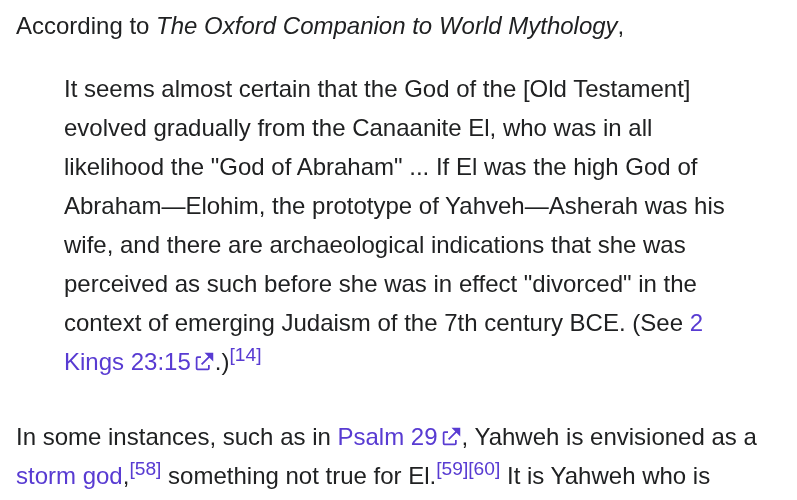 According to The Oxford Companion to World Mythology,
It seems almost certain that the God of the [Old Testament]
evolved gradually from the Canaanite El, who was in all
likelihood the "God of Abraham" ... If El was the high God of
Abraham—Elohim, the prototype of Yahveh—Asherah was his
wife, and there are archaeological indications that she was
perceived as such before she was in effect "divorced" in the
context of emerging Judaism of the 7th century BCE. (See 2
Kings 23:15.)[14]
In some instances, such as in Psalm 29, Yahweh is envisioned as a
storm god,[58] something not true for El.[59][60] It is Yahweh who is